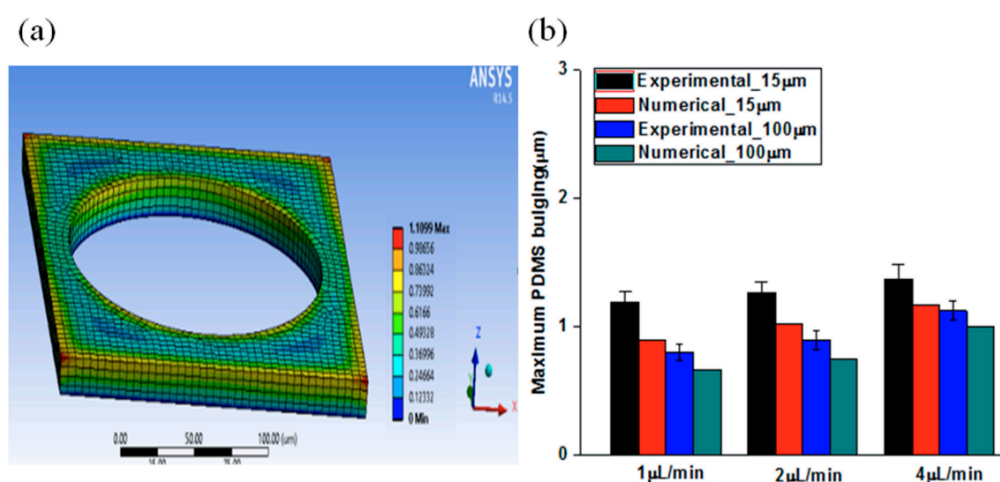 (a)
(b)
ANSYS
R14.5
1.1099 Max
0.98656
0.86324
0.73992
0.6166
0.49328
0.36996
0.24664
0.12332
0 Min
Z
X
0.00 50.00 100.00 (um)
25.00 75.00
Maximum PDMS bulging(μm)
3
2
1
0
Experimental_15μm
Numerical_15μm
Experimental_100μm
Numerical_100μm
1μL/min 2μL/min 4μL/min